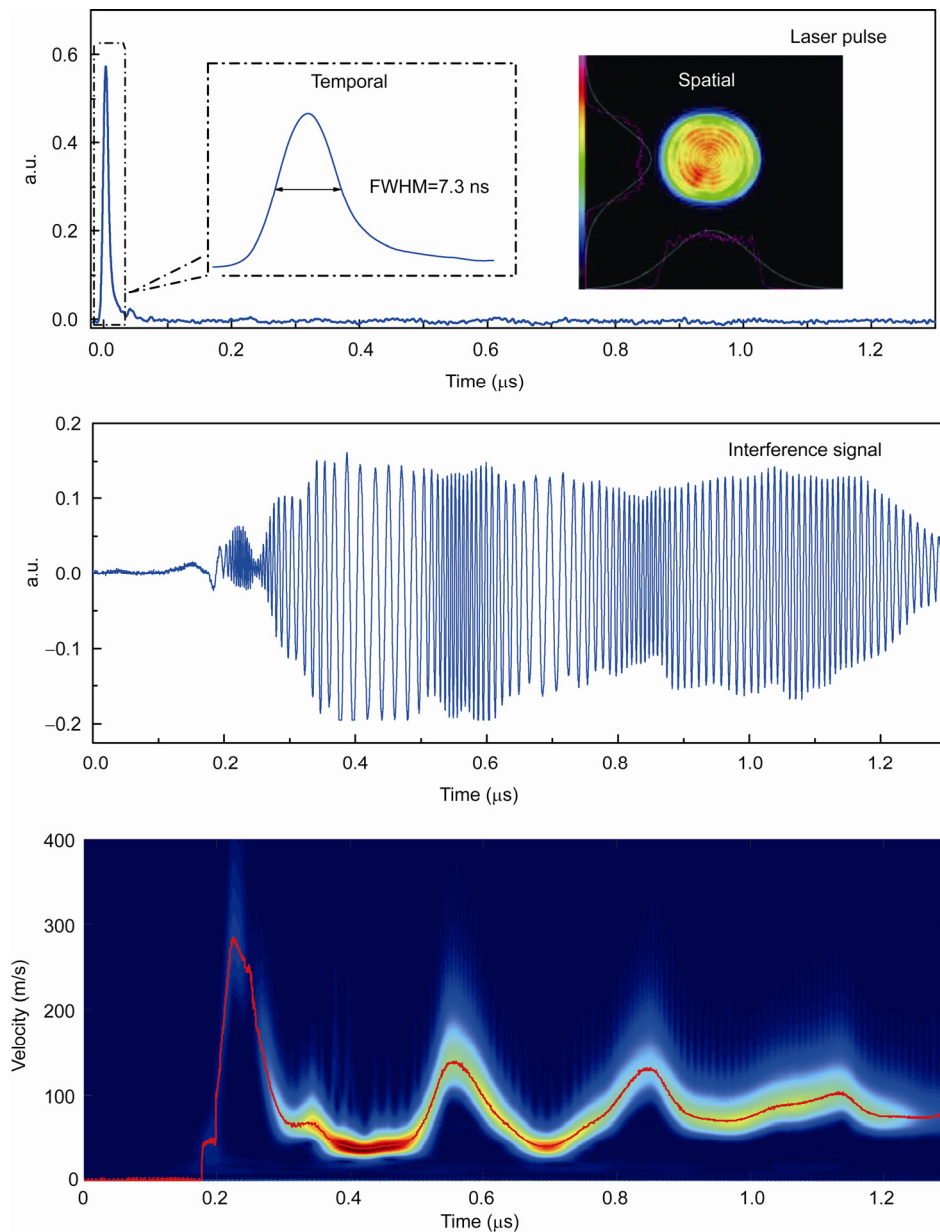 Laser pulse
0.6
0.4
0.2
0.0
a.u.
Temporal
FWHM=7.3 ns
Spatial
0.0 0.2 0.4 0.6 0.8 1.0 1.2
Time (μs)
Interference signal
0.2
0.1
0.0
−0.1
−0.2
a.u.
0.0 0.2 0.4 0.6 0.8 1.0 1.2
Time (μs)
400
300
200
100
0
Velocity (m/s)
0 0.2 0.4 0.6 0.8 1.0 1.2
Time (μs)